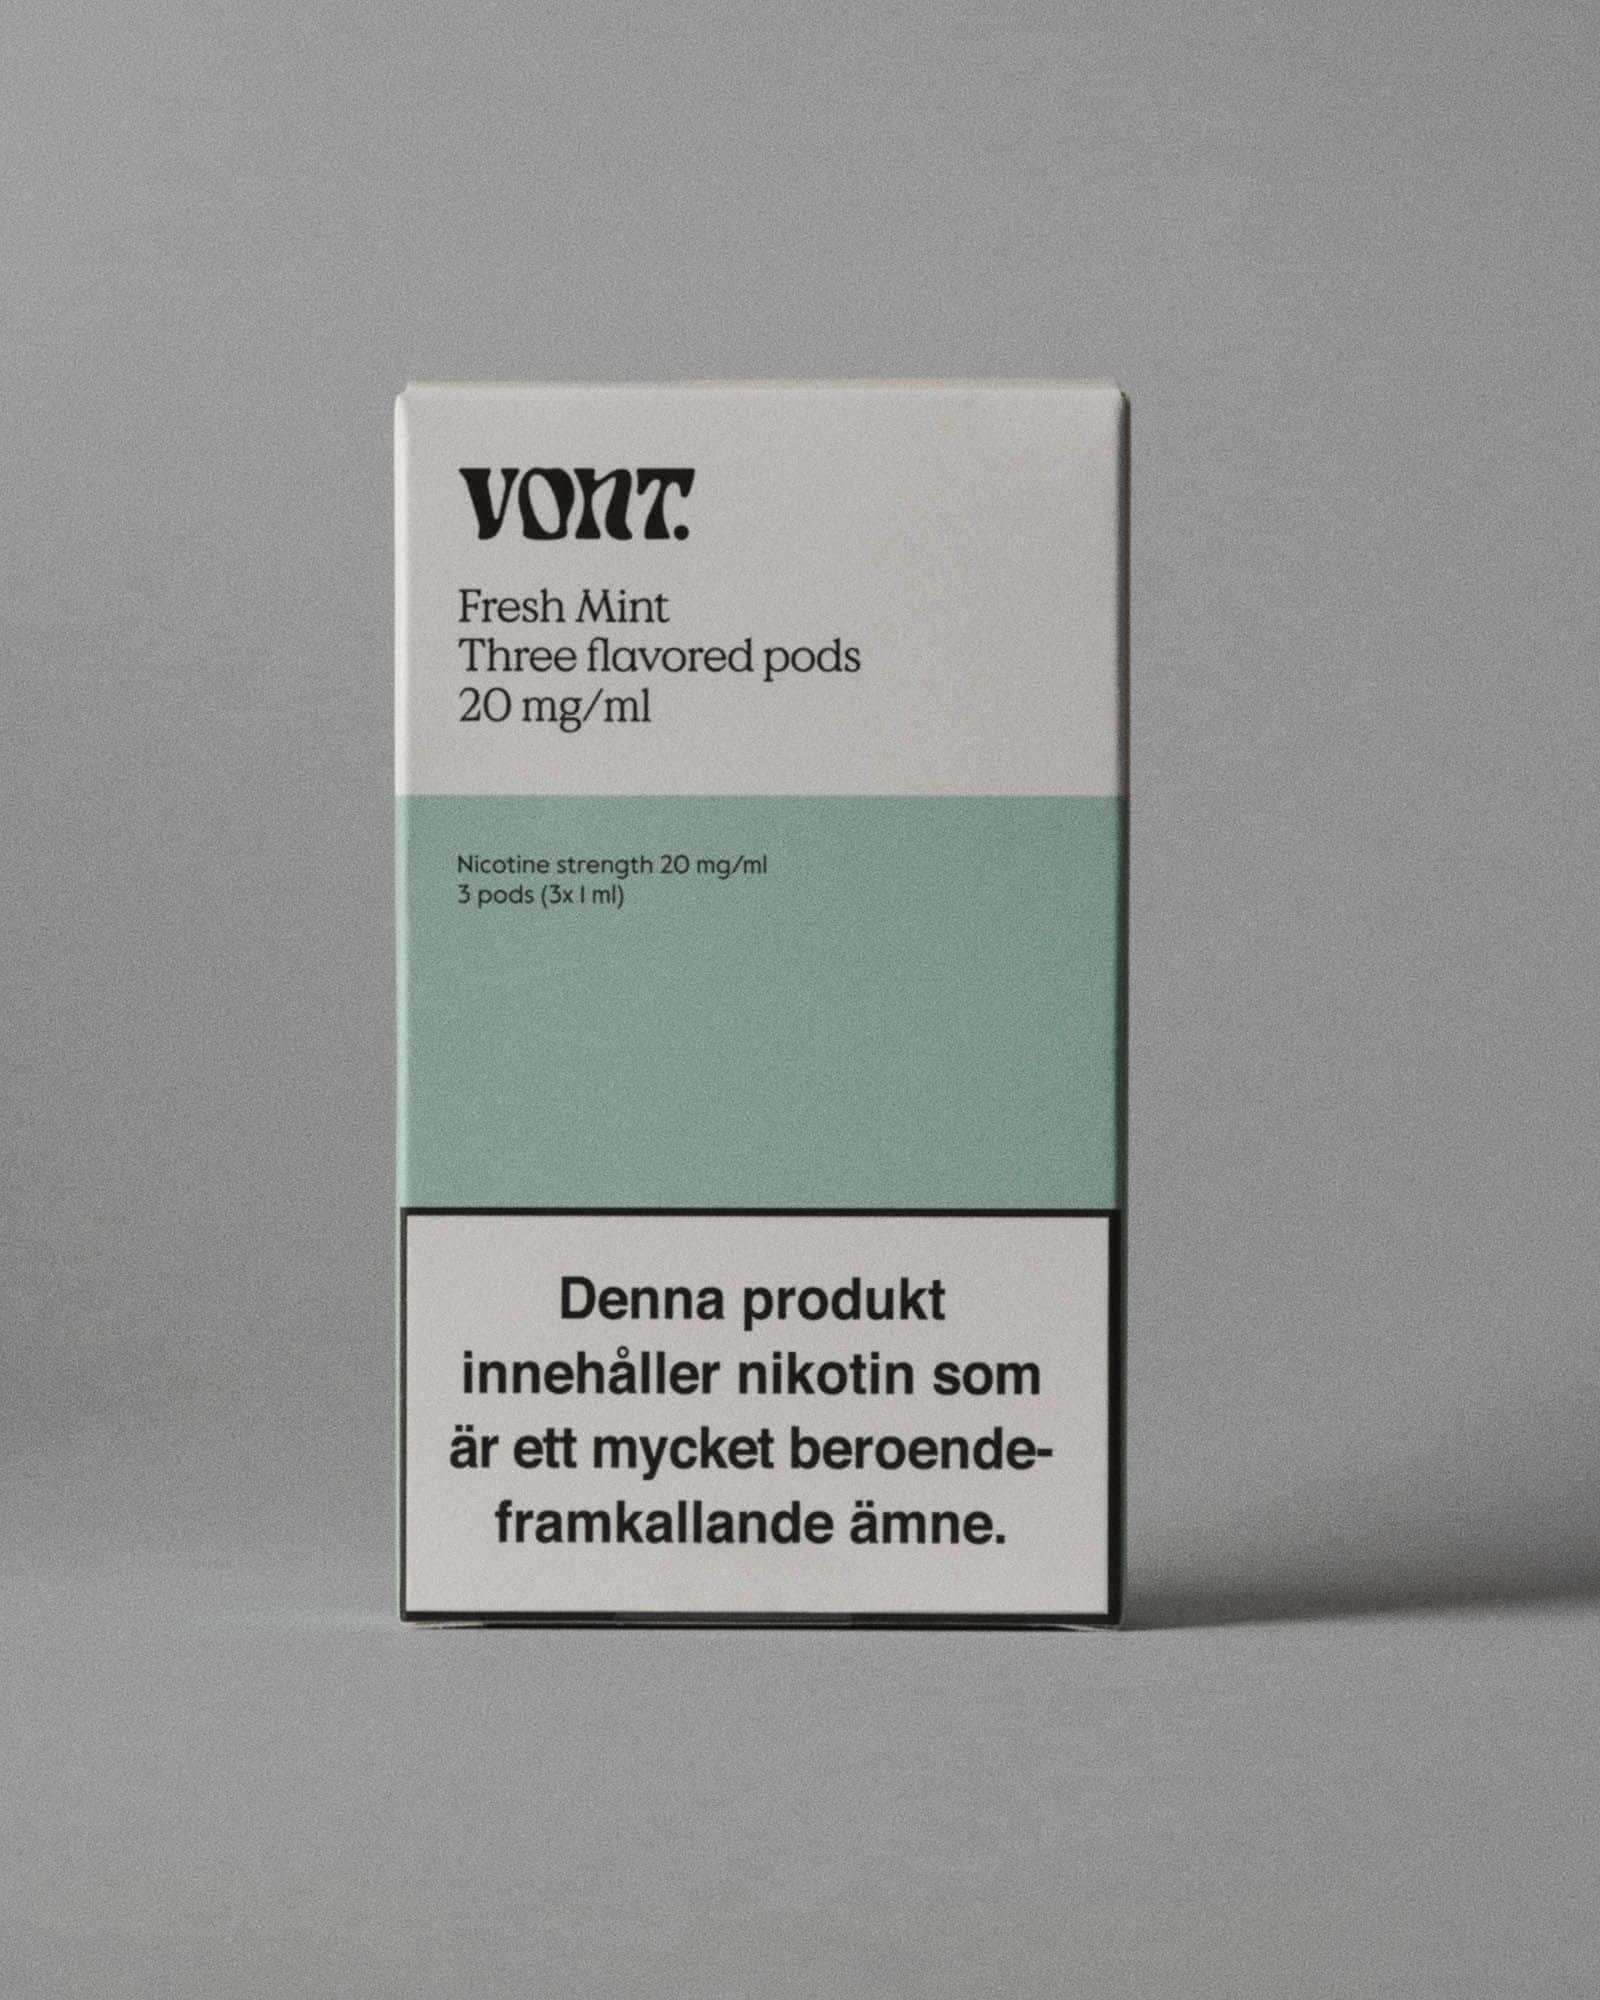 VONT.
Fresh Mint
Three flavored pods
20 mg/ml
Nicotine strength 20 mg/ml
3 pods (3x 1 ml)
Denna produkt
innehåller nikotin som
är ett mycket beroende-
framkallande ämne.